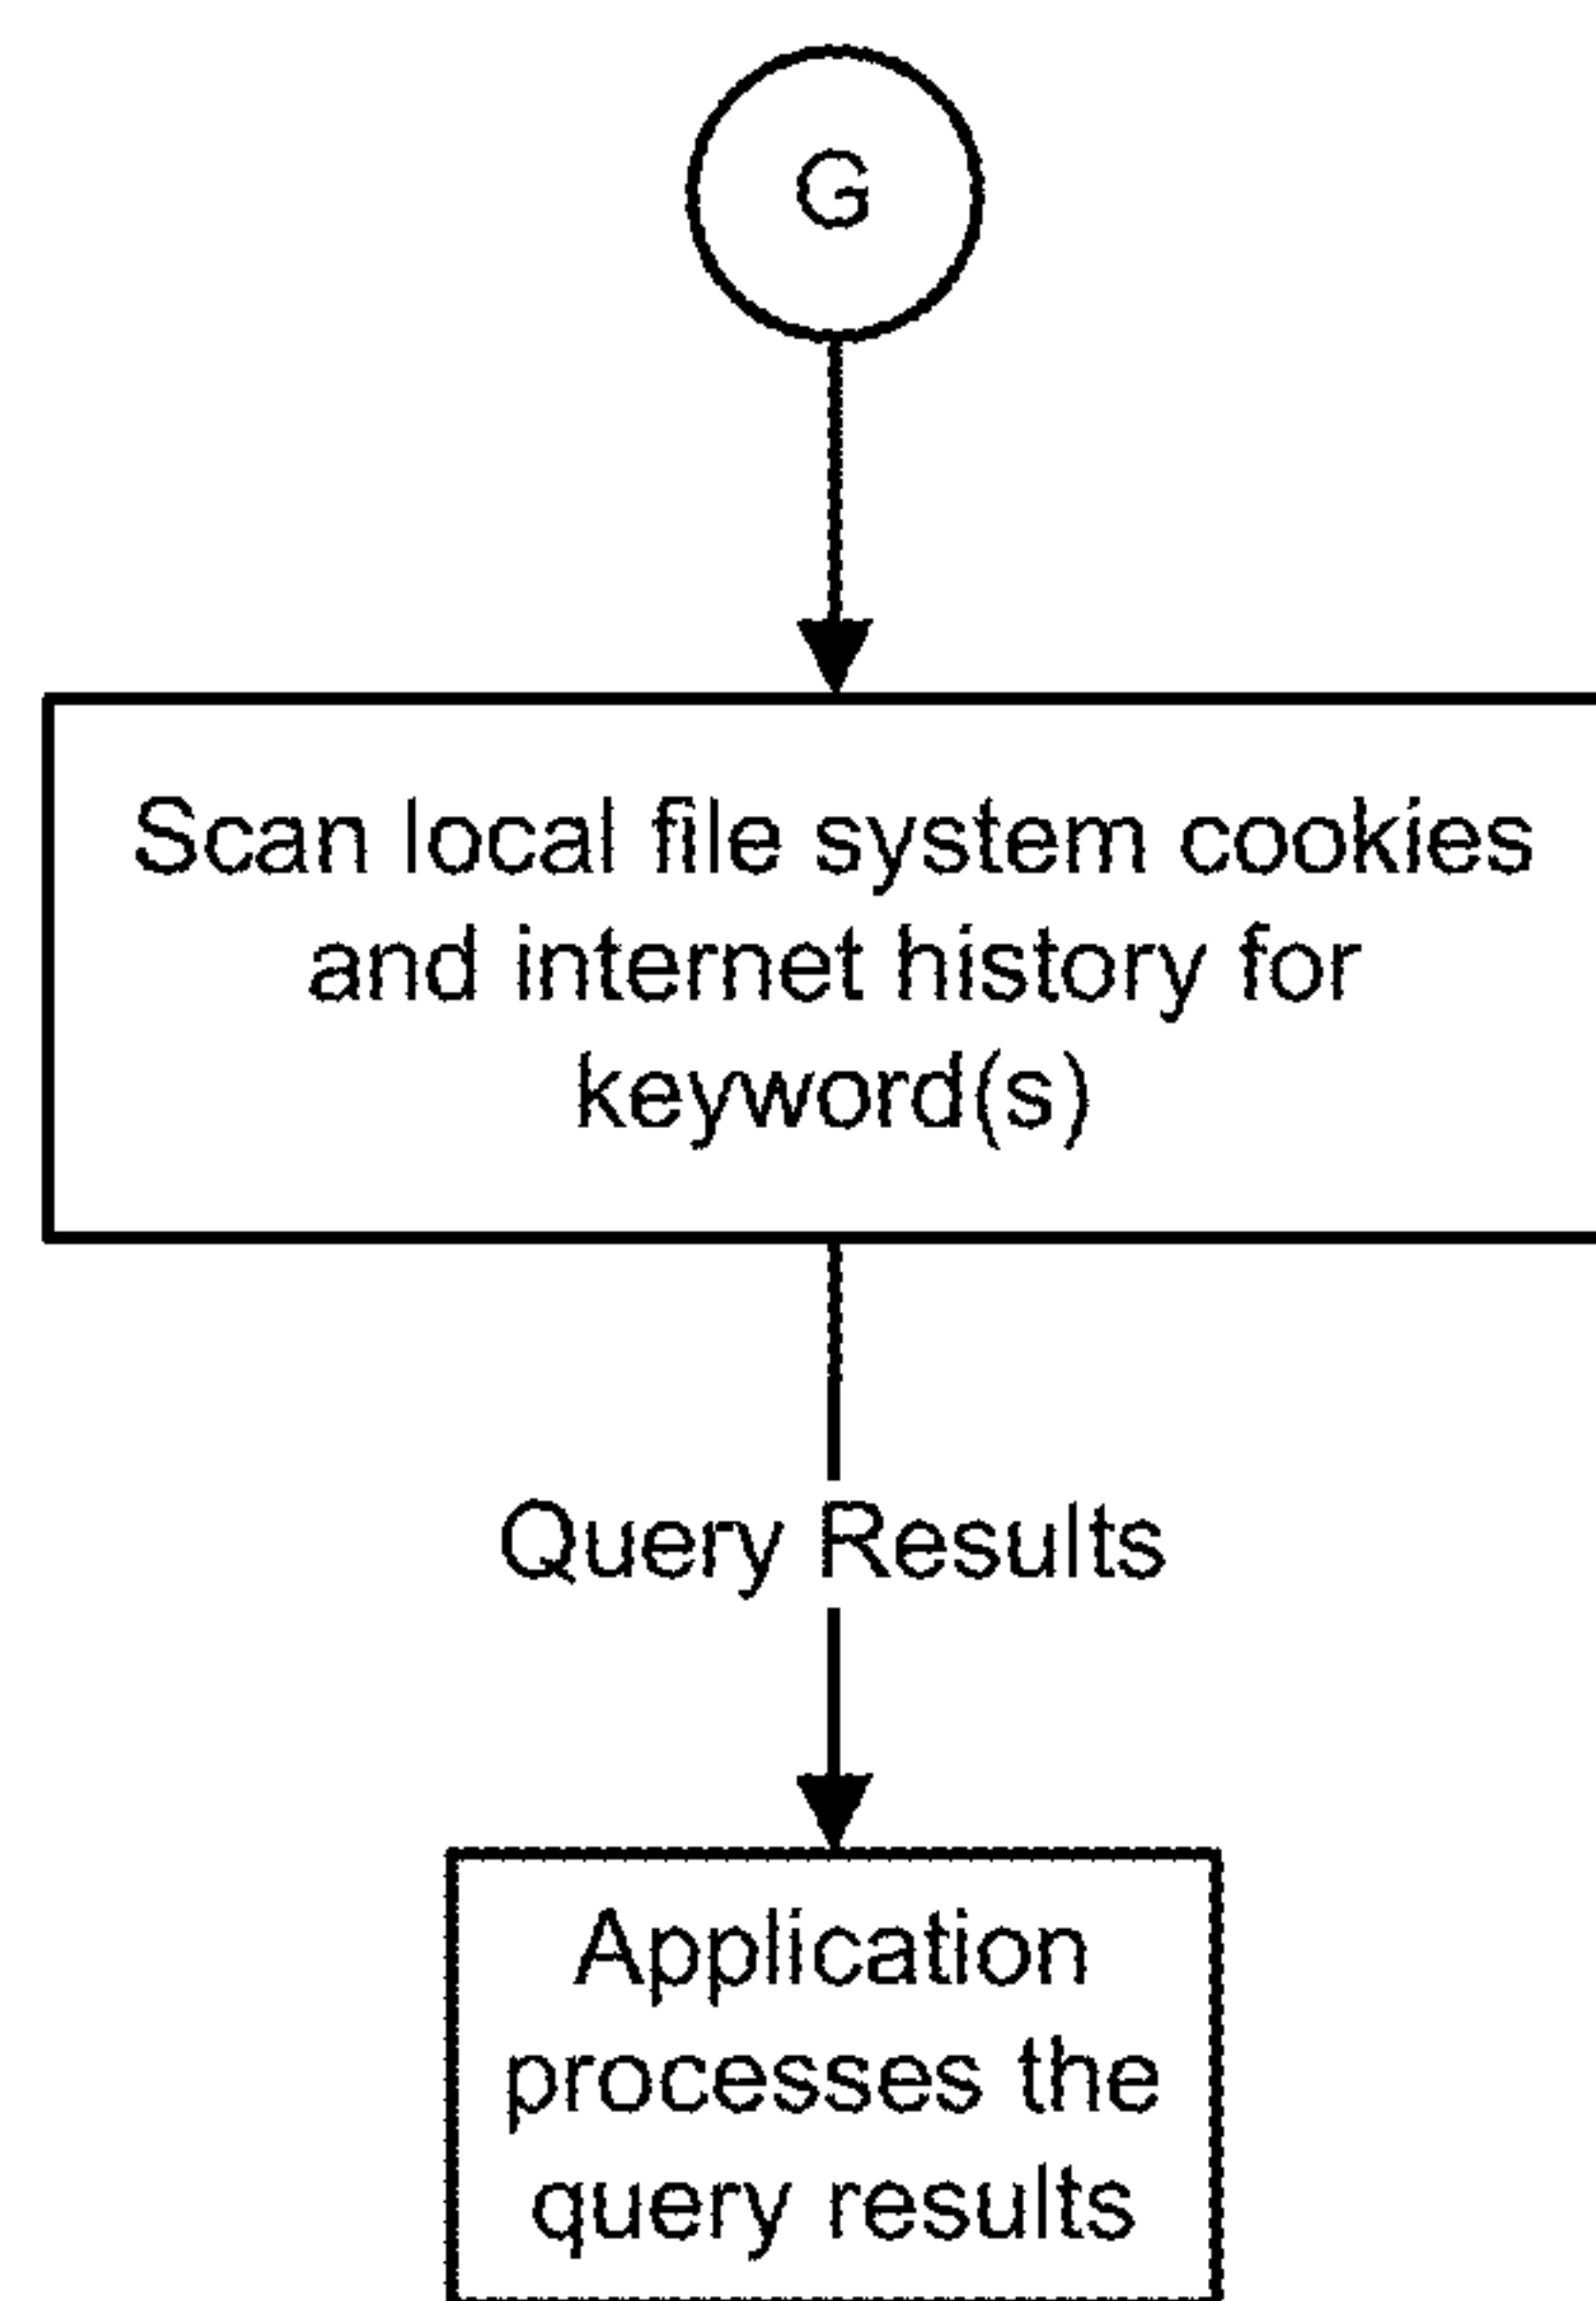 G
Scan local file system cookies
and internet history for
keyword(s)
Query Results
Application
processes the
query results